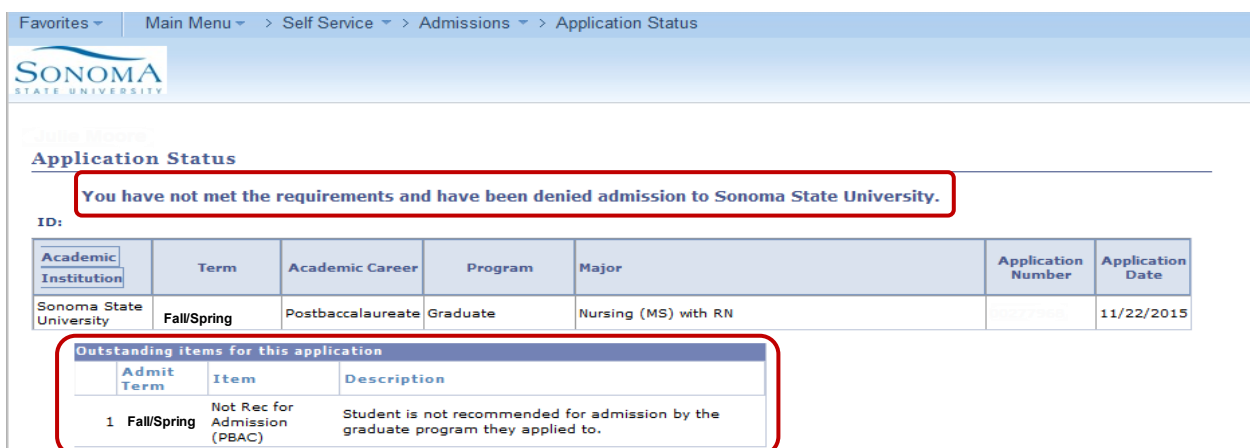 Favorites Main Menu > Self Service > Admissions > Application Status
SONOMA
STATE UNIVERSITY
Application Status
You have not met the requirements and have been denied admission to Sonoma State University.
ID:
Academic Institution Term Academic Career Program Major Application Number Application Date
Sonoma State University Fall/Spring Postbaccalaureate Graduate Nursing (MS) with RN 11/22/2015
Outstanding items for this application
Admit Term Item Description
1 Fall/Spring Not Rec for Admission (PBAC) Student is not recommended for admission by the graduate program they applied to.